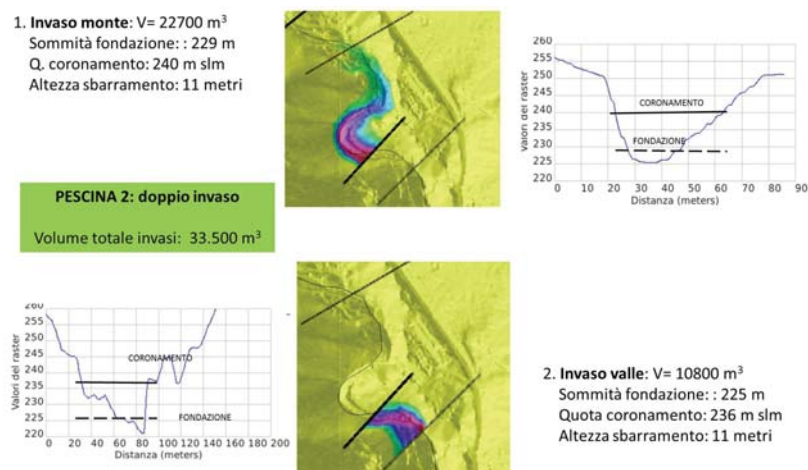 1. Invaso monte: V= 22700 m³
Sommità fondazione: : 229 m
Q. coronamento: 240 m slm
Altezza sbarramento: 11 metri
260
255
250
245
240
235
230
225
220
Valori del raster
CORONAMENTO
FONDAZIONE
0 10 20 30 40 50 60 70 80 90
Distanza (meters)
PESCINA 2: doppio invaso
Volume totale invasi: 33.500 m³
260
255
250
245
240
235
230
225
220
Valori del raster
CORONAMENTO
FONDAZIONE
0 20 40 60 80 100 120 140 160 180 200
Distanza (meters)
2. Invaso valle: V= 10800 m³
Sommità fondazione: : 225 m
Quota coronamento: 236 m slm
Altezza sbarramento: 11 metri